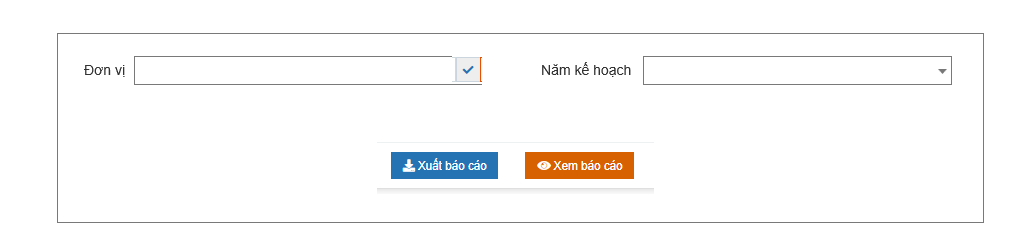 Đơn vị
Năm kế hoạch
Xuất báo cáo
Xem báo cáo